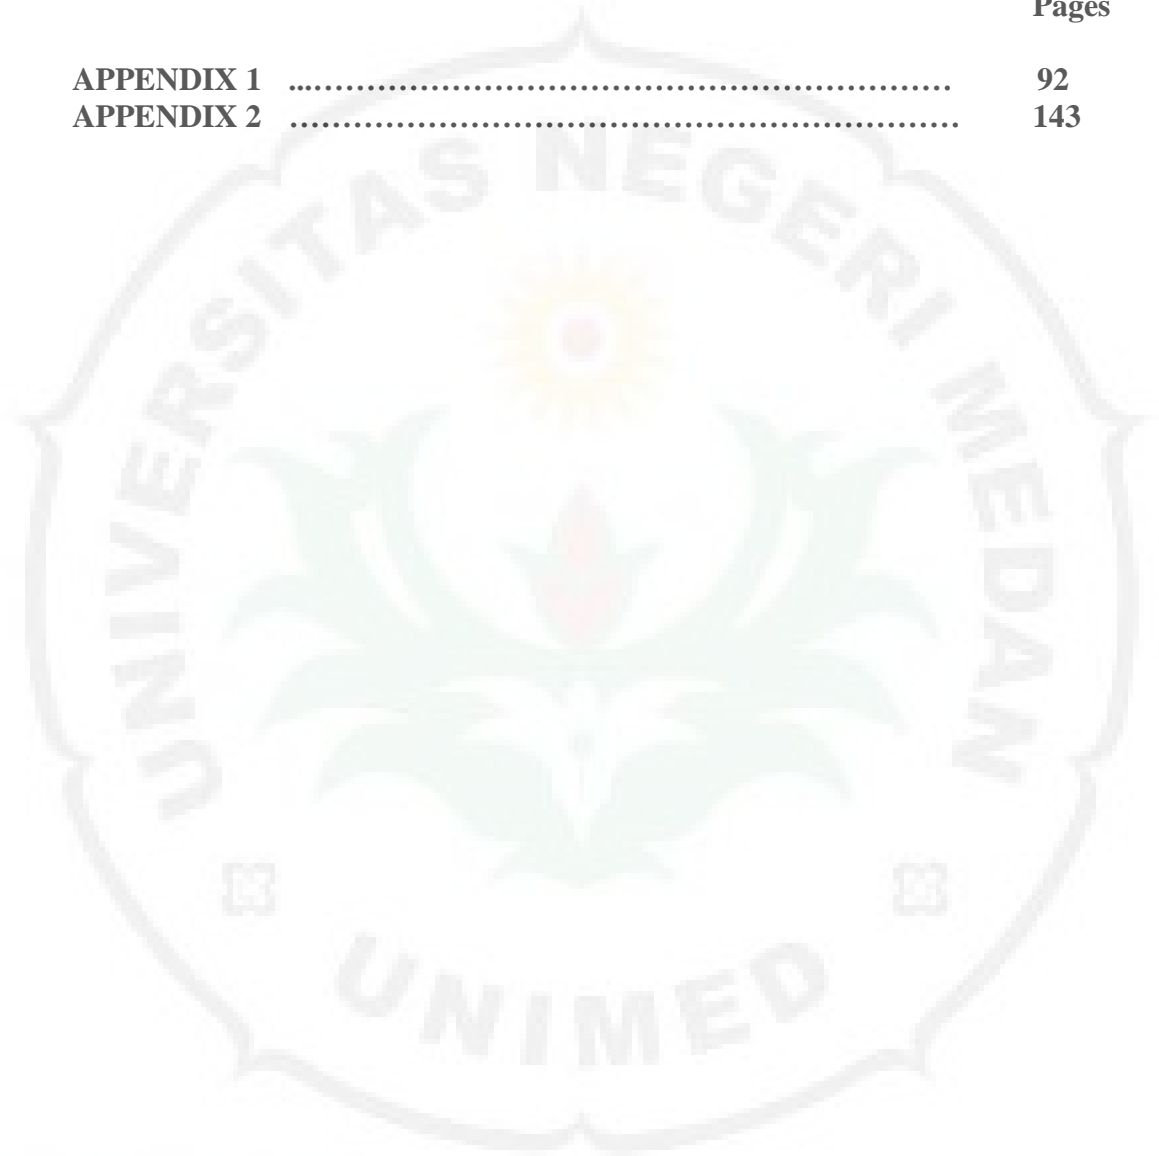 Pages
APPENDIX 1 ...……………………………………………………… 92
APPENDIX 2 ………………………………………………………… 143
UNIVERSITAS NEGERI MEDAN
UNIMED